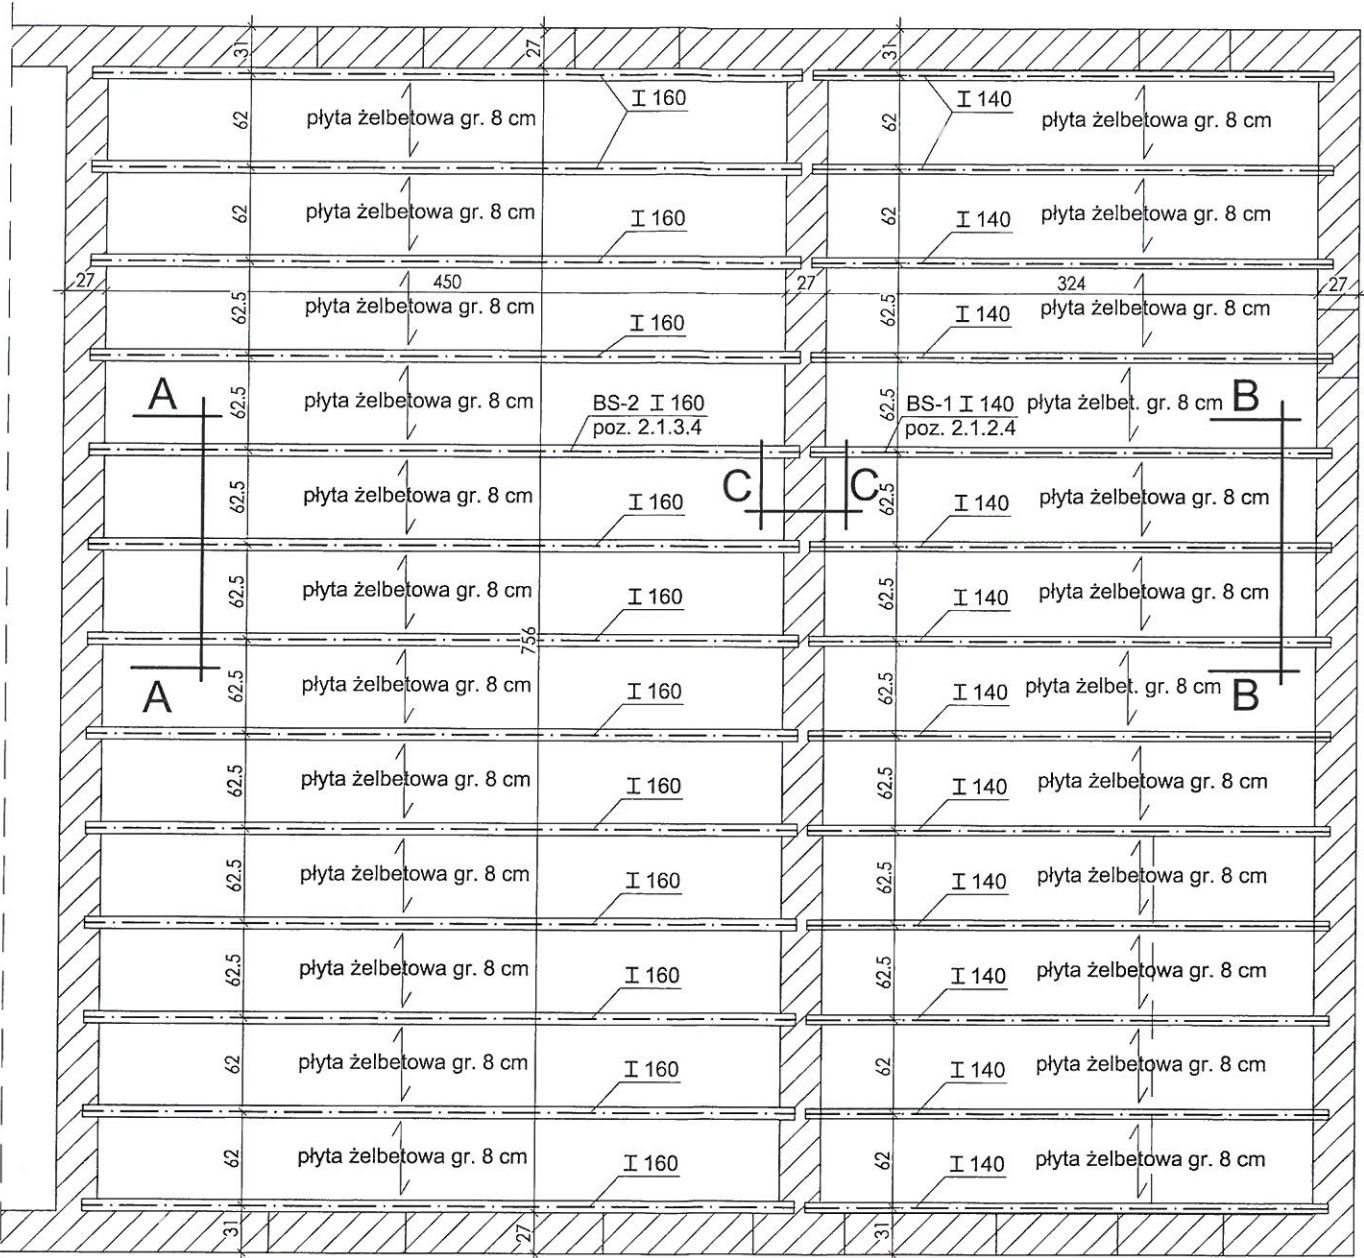 31 27 31
62 płyta żelbetowa gr. 8 cm I 160 62 I 140 płyta żelbetowa gr. 8 cm
62 płyta żelbetowa gr. 8 cm I 160 62 I 140 płyta żelbetowa gr. 8 cm
27 450 27 324 27
62.5 płyta żelbetowa gr. 8 cm I 160 62.5 I 140 płyta żelbetowa gr. 8 cm
A 62.5 płyta żelbetowa gr. 8 cm BS-2 I 160 62.5 BS-1 I 140 płyta żelbet. gr. 8 cm B
poz. 2.1.3.4 poz. 2.1.2.4
62.5 płyta żelbetowa gr. 8 cm I 160 C C 62.5 I 140 płyta żelbetowa gr. 8 cm
62.5 płyta żelbetowa gr. 8 cm I 160 62.5 I 140 płyta żelbetowa gr. 8 cm
756
A 62.5 płyta żelbetowa gr. 8 cm I 160 62.5 I 140 płyta żelbet. gr. 8 cm B
62.5 płyta żelbetowa gr. 8 cm I 160 62.5 I 140 płyta żelbetowa gr. 8 cm
62.5 płyta żelbetowa gr. 8 cm I 160 62.5 I 140 płyta żelbetowa gr. 8 cm
62.5 płyta żelbetowa gr. 8 cm I 160 62.5 I 140 płyta żelbetowa gr. 8 cm
62 płyta żelbetowa gr. 8 cm I 160 62 I 140 płyta żelbetowa gr. 8 cm
62 płyta żelbetowa gr. 8 cm I 160 62 I 140 płyta żelbetowa gr. 8 cm
31 27 31